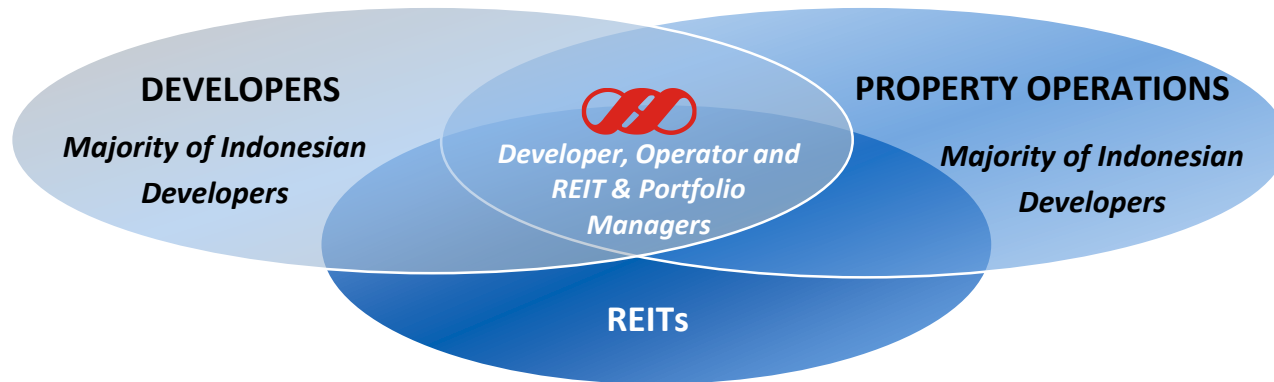 DEVELOPERS
Majority of Indonesian
Developers
PROPERTY OPERATIONS
Majority of Indonesian
Developers
Developer, Operator and
REIT & Portfolio
Managers
REITs